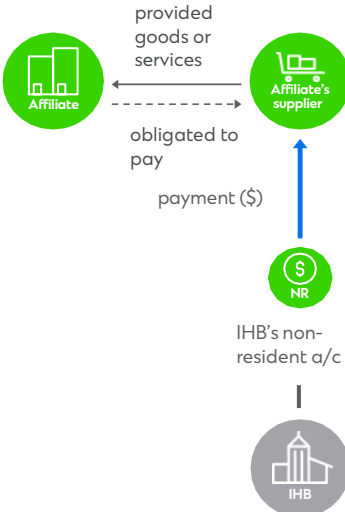 provided
goods or
services
Affiliate
Affiliate's
supplier
obligated to
pay
payment ($)
$
NR
IHB's non-
resident a/c
IHB